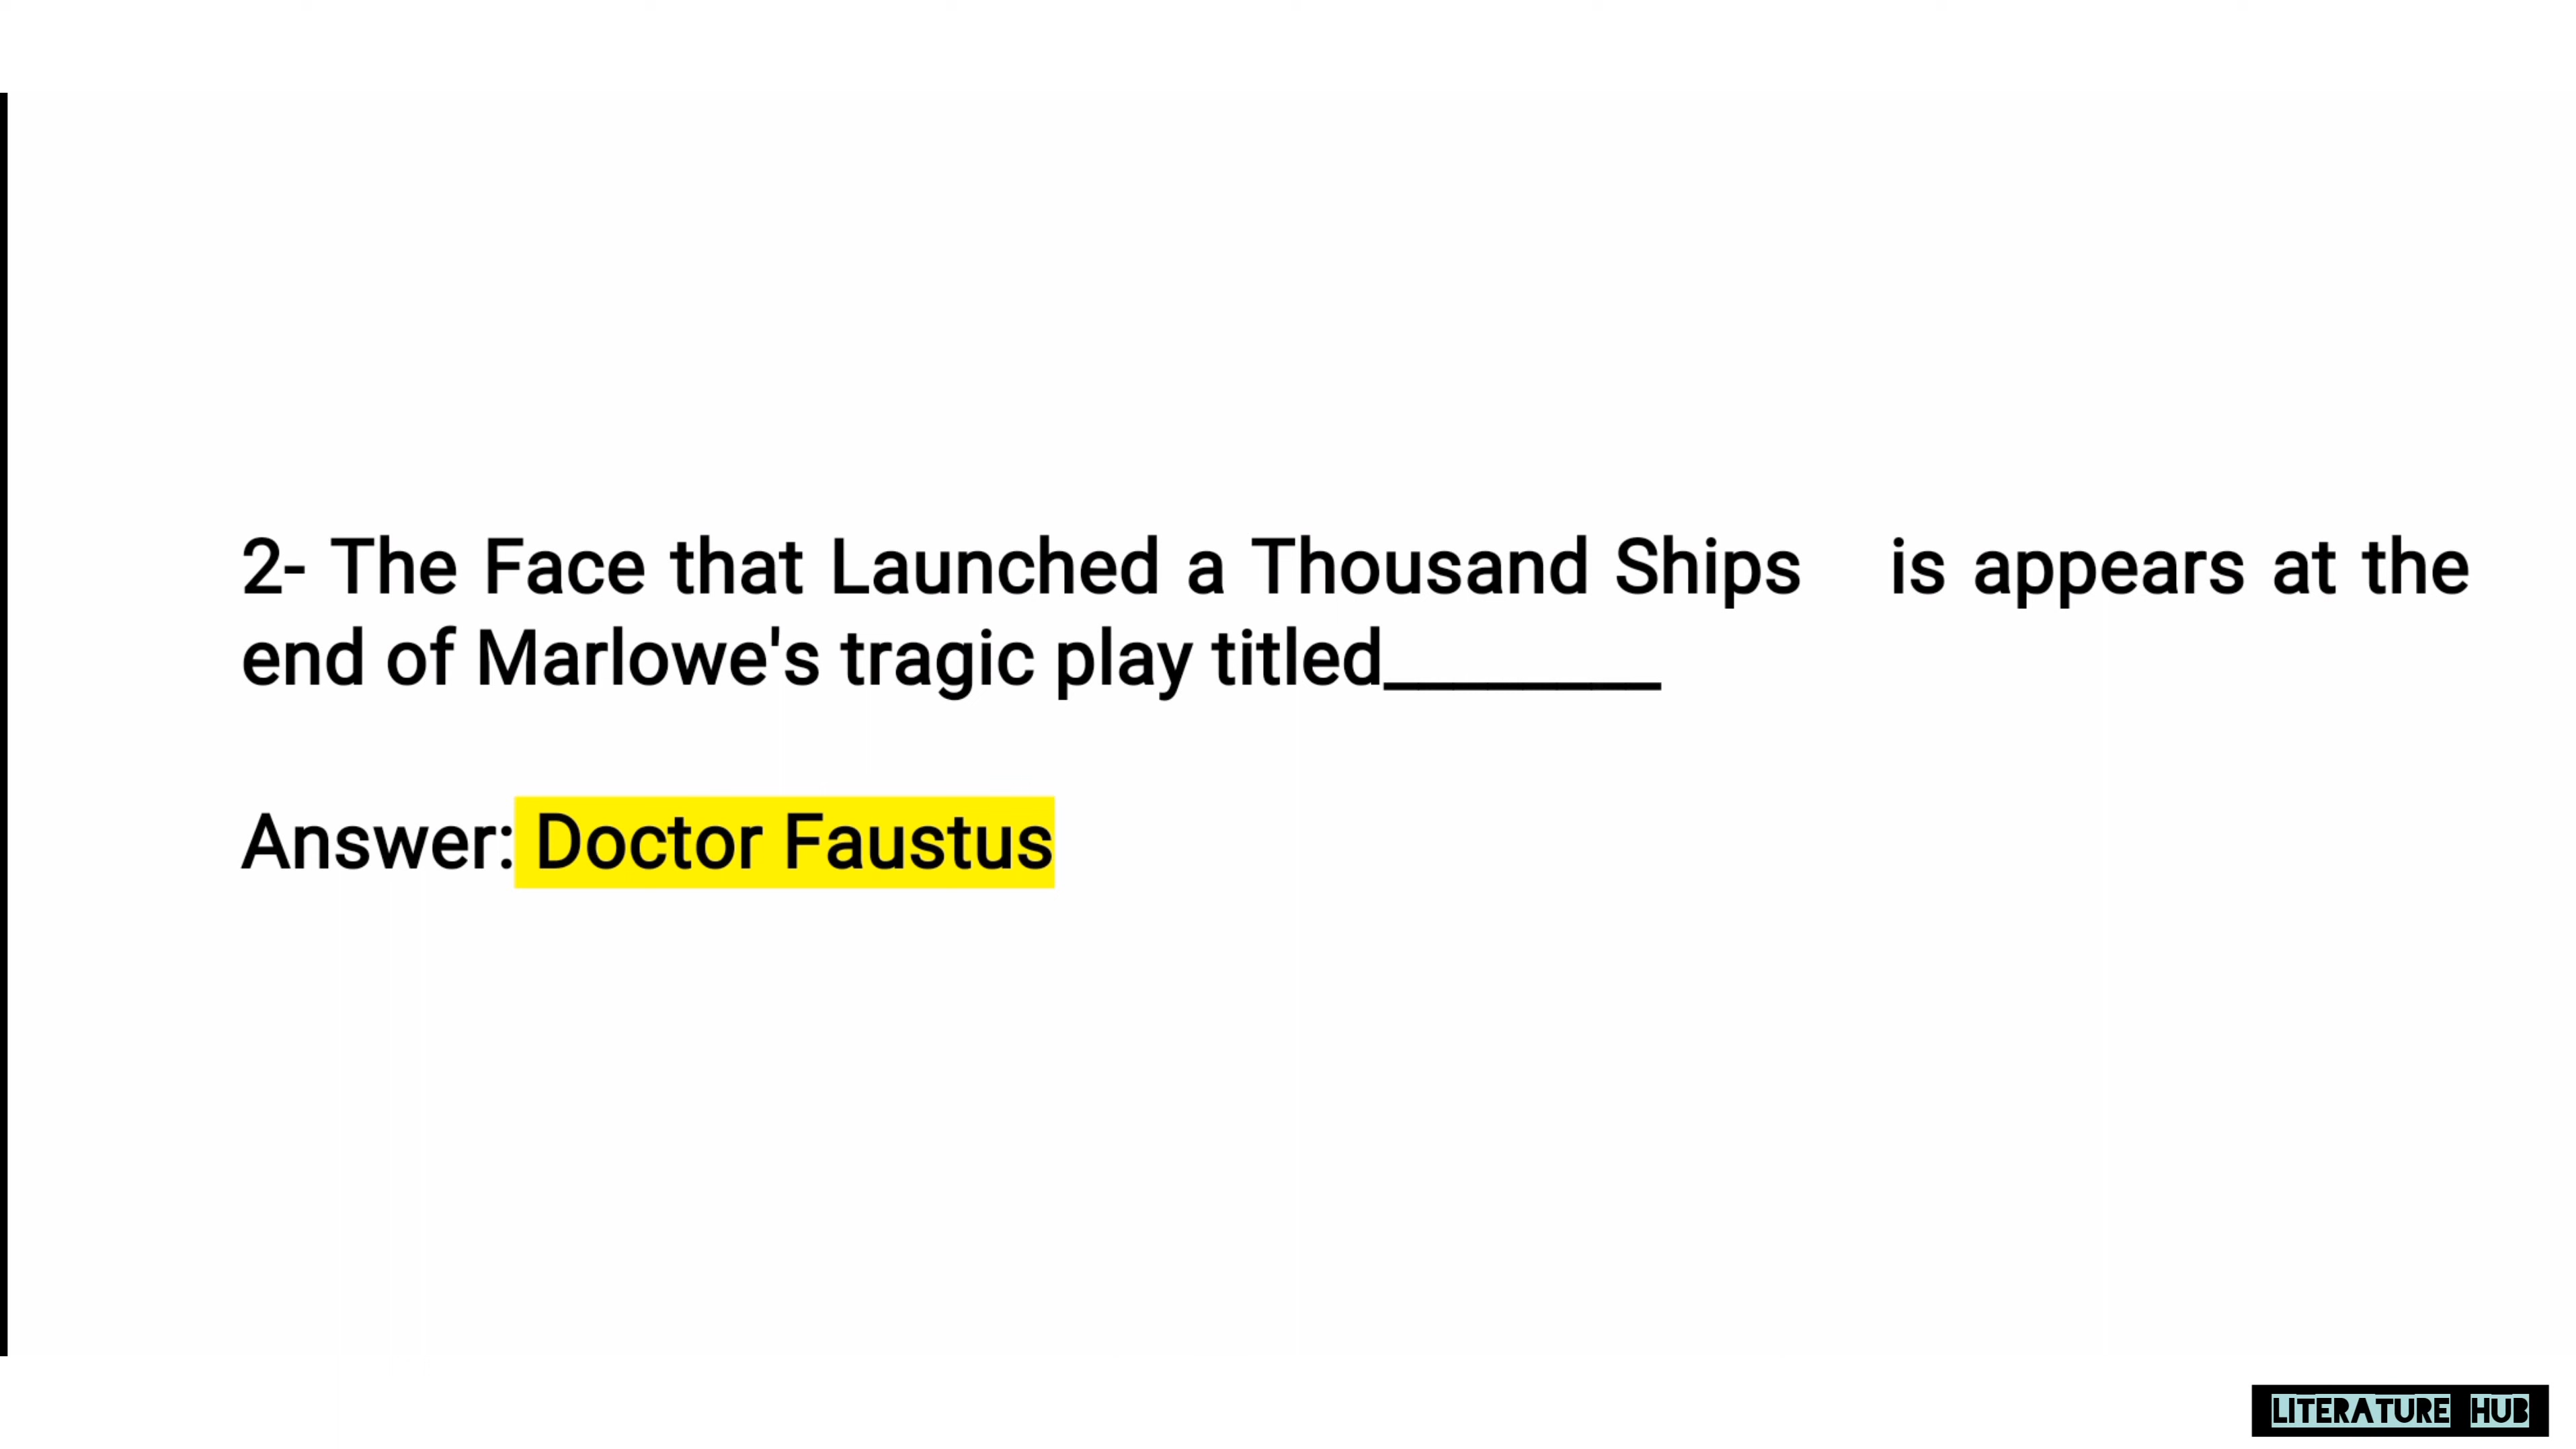 2- The Face that Launched a Thousand Ships is appears at the
end of Marlowe's tragic play titled________
Answer: Doctor Faustus
LITERATURE HUB